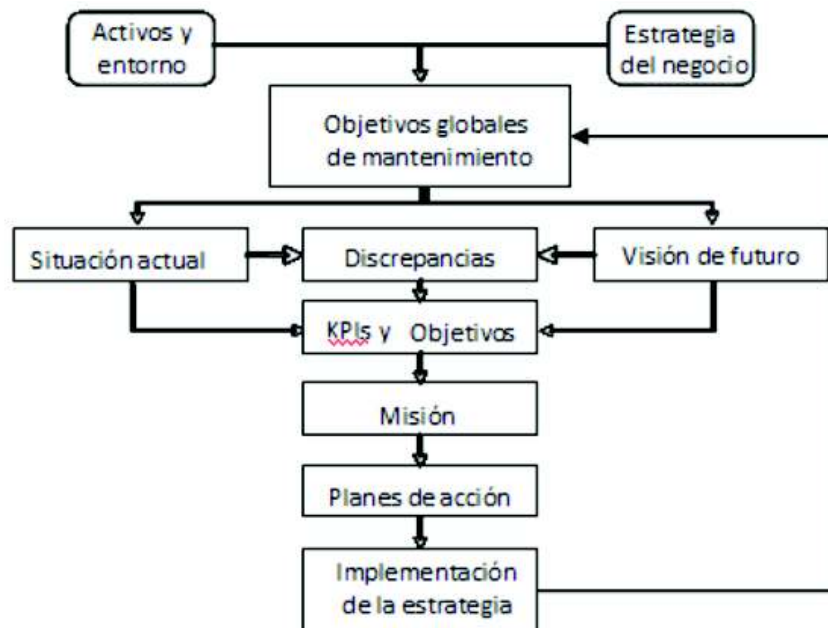 Activos y
entorno
Estrategia
del negocio
Objetivos globales
de mantenimiento
Situación actual
Discrepancias
Visión de futuro
KPIs y Objetivos
Misión
Planes de acción
Implementación
de la estrategia